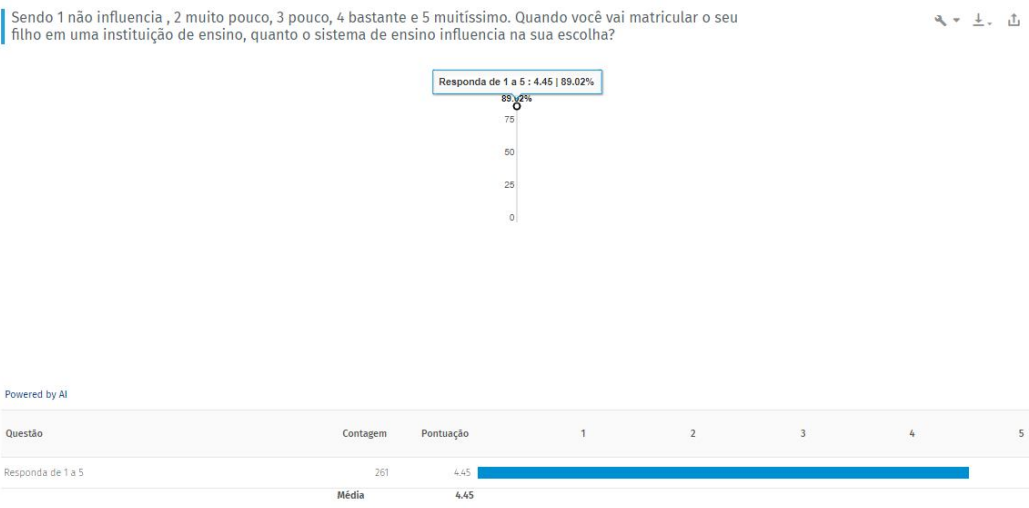 Sendo 1 não influencia , 2 muito pouco, 3 pouco, 4 bastante e 5 muitíssimo. Quando você vai matricular o seu
filho em uma instituição de ensino, quanto o sistema de ensino influencia na sua escolha?
Responda de 1 a 5 : 4.45 | 89.02%
89.02%
75
50
25
0
Powered by AI
Questão Contagem Pontuação 1 2 3 4 5
Responda de 1 a 5 261 4.45
Média 4.45